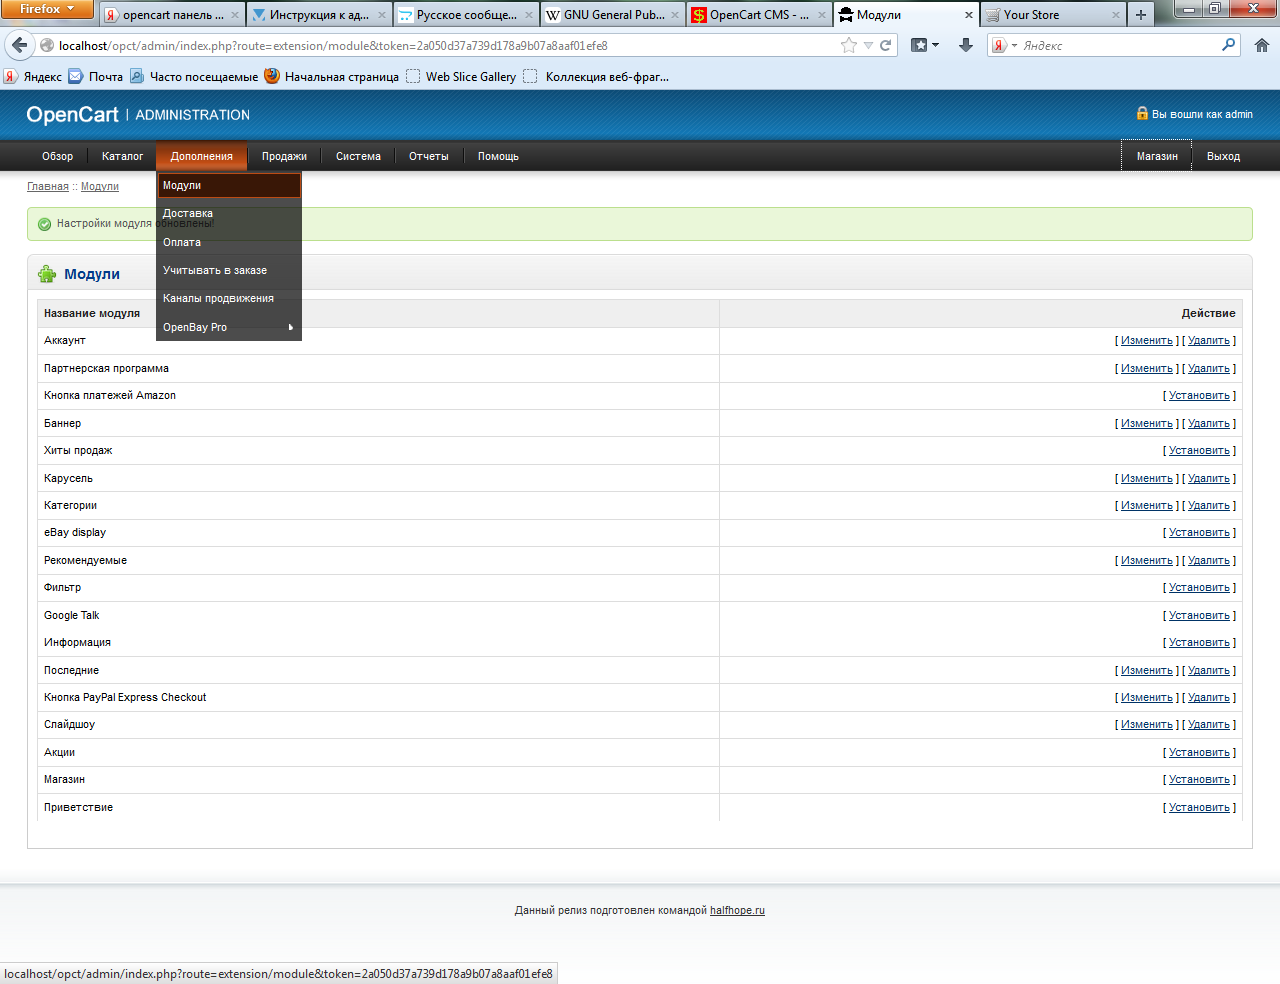 Firefox
opencart панель ...
Инструкция к ад...
Русское сообще...
GNU General Pub...
OpenCart CMS - ...
Модули
Your Store
localhost/opct/admin/index.php?route=extension/module&token=2a050d37a739d178a9b07a8aaf01efe8
Яндекс
Яндекс Почта Часто посещаемые Начальная страница Web Slice Gallery Коллекция веб-фраг...
OpenCart | ADMINISTRATION
Вы вошли как admin
Обзор Каталог Дополнения Продажи Система Отчеты Помощь Магазин Выход
Главная :: Модули
Модули
Доставка
Оплата
Учитывать в заказе
Каналы продвижения
OpenBay Pro
Настройки модуля обновлены!
Модули
Название модуля Действие
Аккаунт [ Изменить ] [ Удалить ]
Партнерская программа [ Изменить ] [ Удалить ]
Кнопка платежей Amazon [ Установить ]
Баннер [ Изменить ] [ Удалить ]
Хиты продаж [ Установить ]
Карусель [ Изменить ] [ Удалить ]
Категории [ Изменить ] [ Удалить ]
eBay display [ Установить ]
Рекомендуемые [ Изменить ] [ Удалить ]
Фильтр [ Установить ]
Google Talk [ Установить ]
Информация [ Установить ]
Последние [ Изменить ] [ Удалить ]
Кнопка PayPal Express Checkout [ Изменить ] [ Удалить ]
Слайдшоу [ Изменить ] [ Удалить ]
Акции [ Установить ]
Магазин [ Установить ]
Приветствие [ Установить ]
Данный релиз подготовлен командой halfhope.ru
localhost/opct/admin/index.php?route=extension/module&token=2a050d37a739d178a9b07a8aaf01efe8